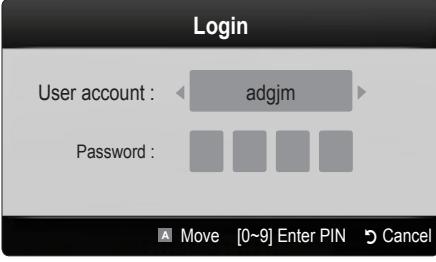 Login
User account : adgjm
Password :
A Move [0~9] Enter PIN Cancel